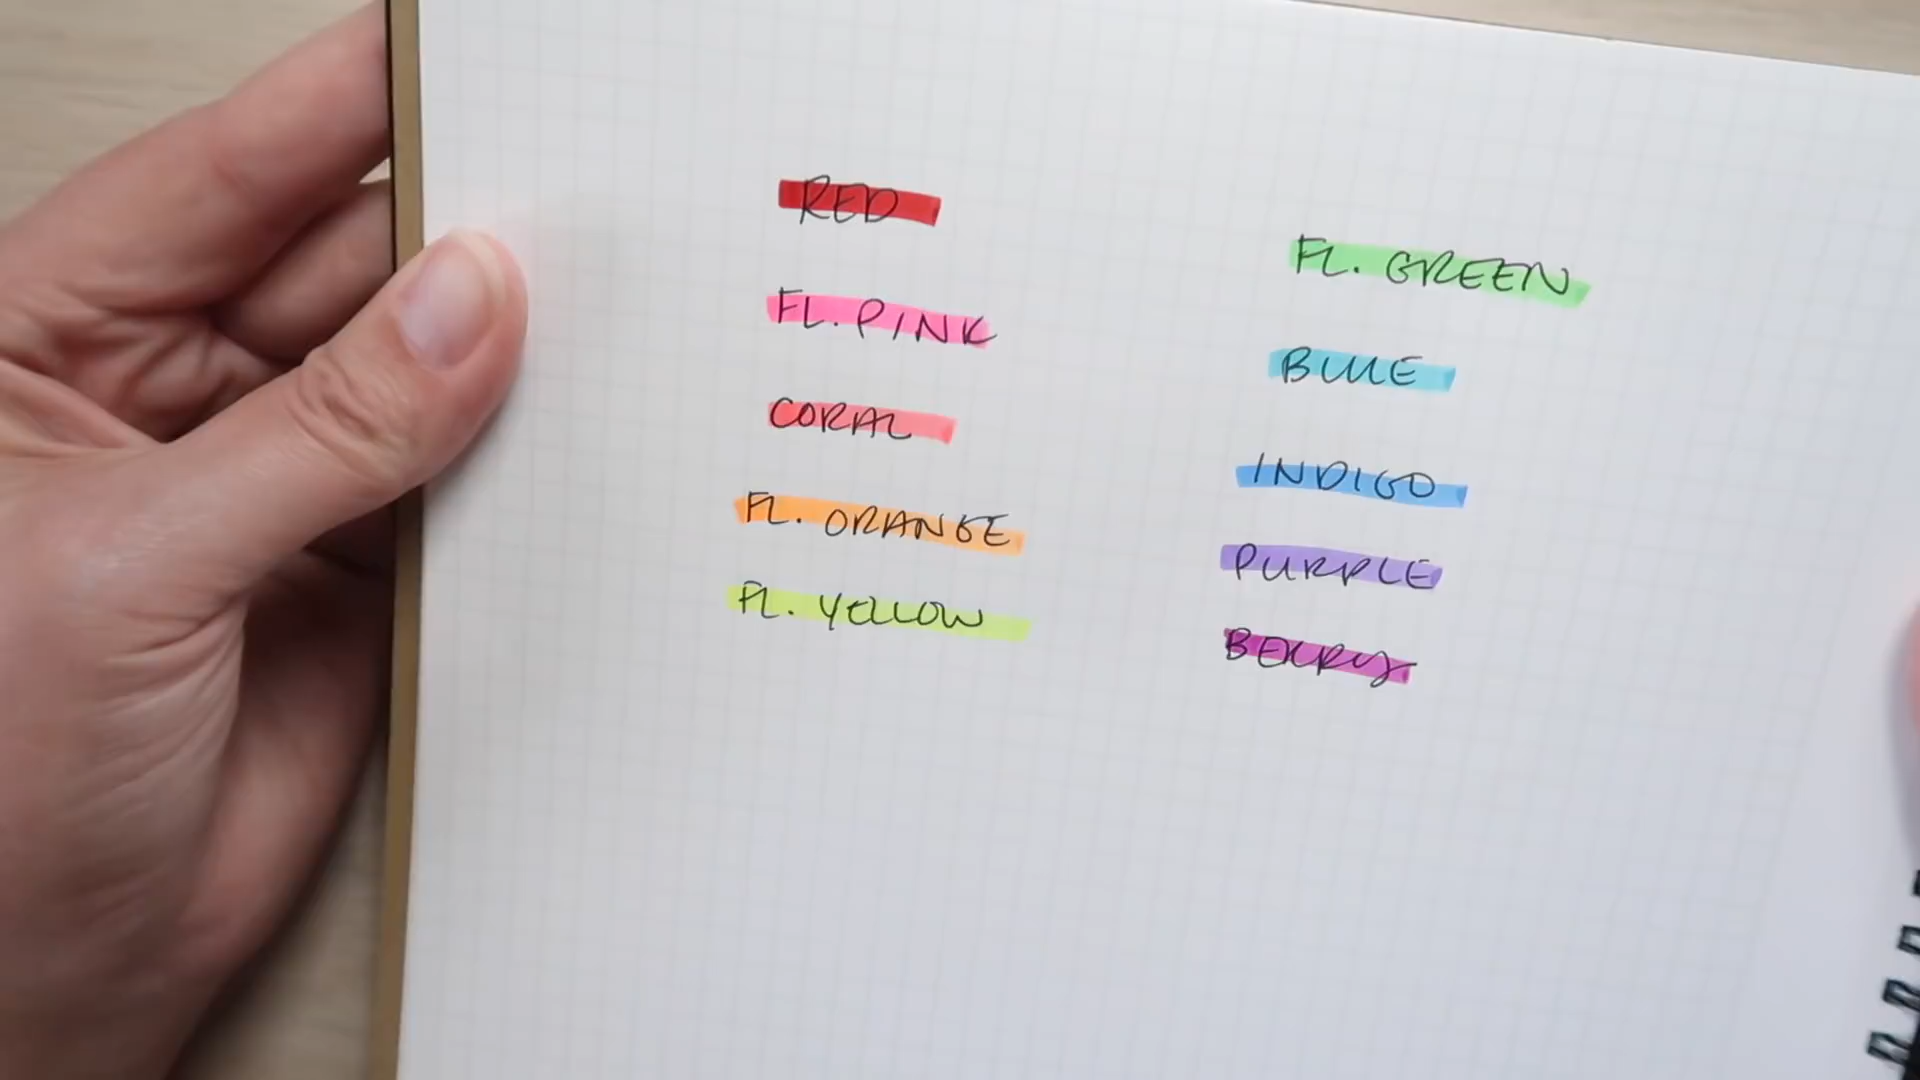 RED
FL. PINK
CORAL
FL. ORANGE
FL. YELLOW
FL. GREEN
BLUE
INDIGO
PURPLE
BERRY